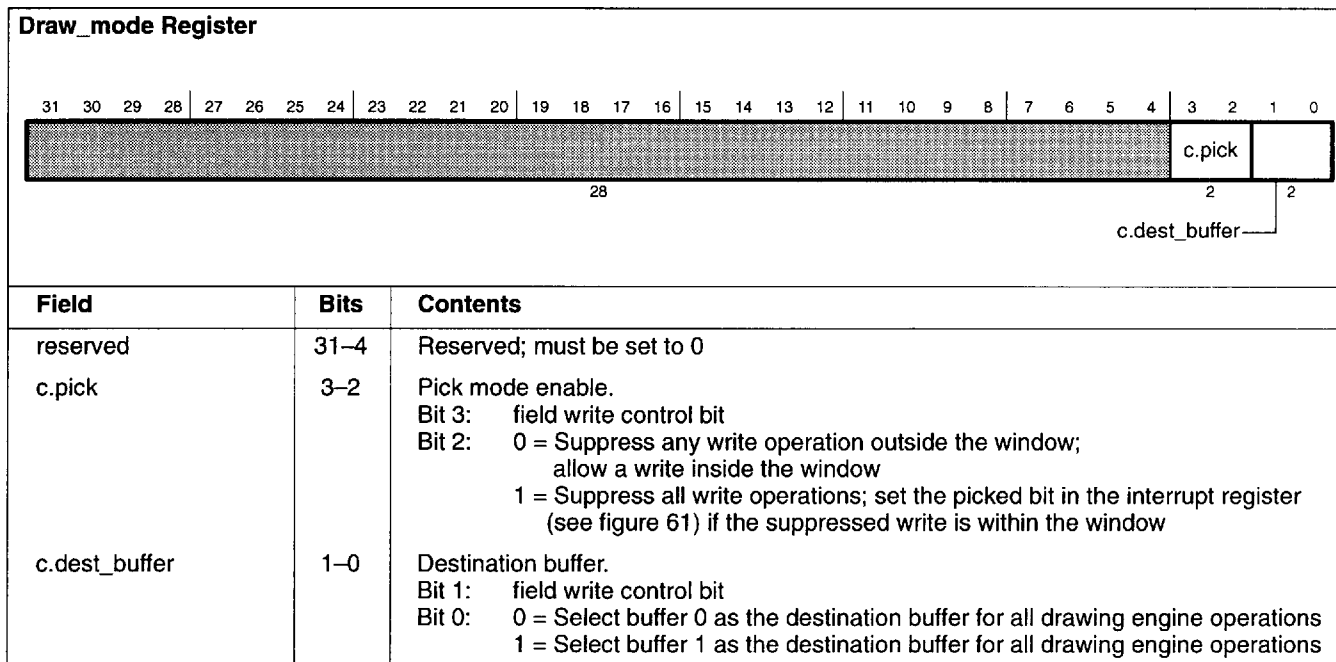 Draw_mode Register
31 30 29 28 27 26 25 24 23 22 21 20 19 18 17 16 15 14 13 12 11 10 9 8 7 6 5 4 3 2 1 0
c.pick
28 2 2
c.dest_buffer
Field Bits Contents
reserved 31–4 Reserved; must be set to 0
c.pick 3–2 Pick mode enable.
Bit 3: field write control bit
Bit 2: 0 = Suppress any write operation outside the window;
allow a write inside the window
1 = Suppress all write operations; set the picked bit in the interrupt register
(see figure 61) if the suppressed write is within the window
c.dest_buffer 1–0 Destination buffer.
Bit 1: field write control bit
Bit 0: 0 = Select buffer 0 as the destination buffer for all drawing engine operations
1 = Select buffer 1 as the destination buffer for all drawing engine operations